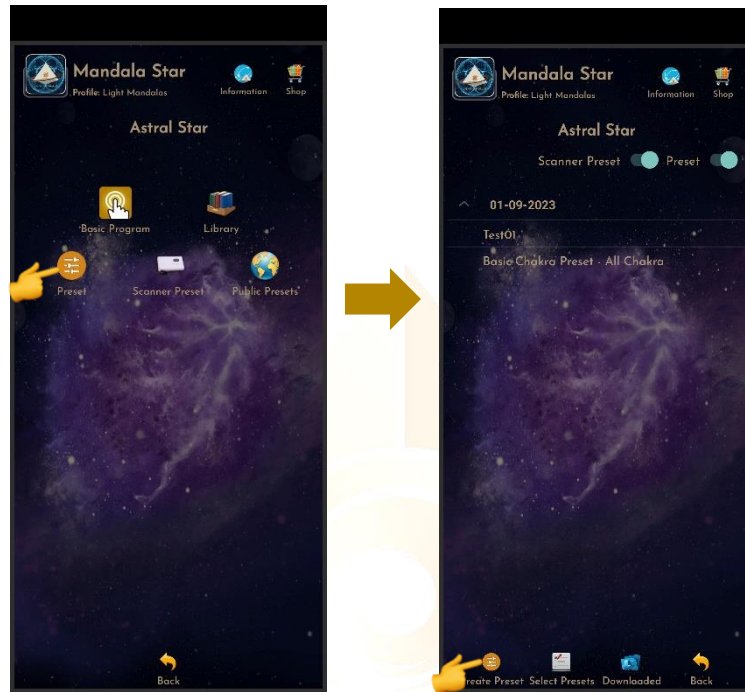 Mandala Star
Profile: Light Mandalas
Information
Shop
Astral Star
Basic Program
Library
Preset
Scanner Preset
Public Presets
Back
Mandala Star
Profile: Light Mandalas
Information
Shop
Astral Star
Scanner Preset
Preset
01-09-2023
Test01
Basic Chakra Preset - All Chakra
reate Preset
Select Presets
Downloaded
Back